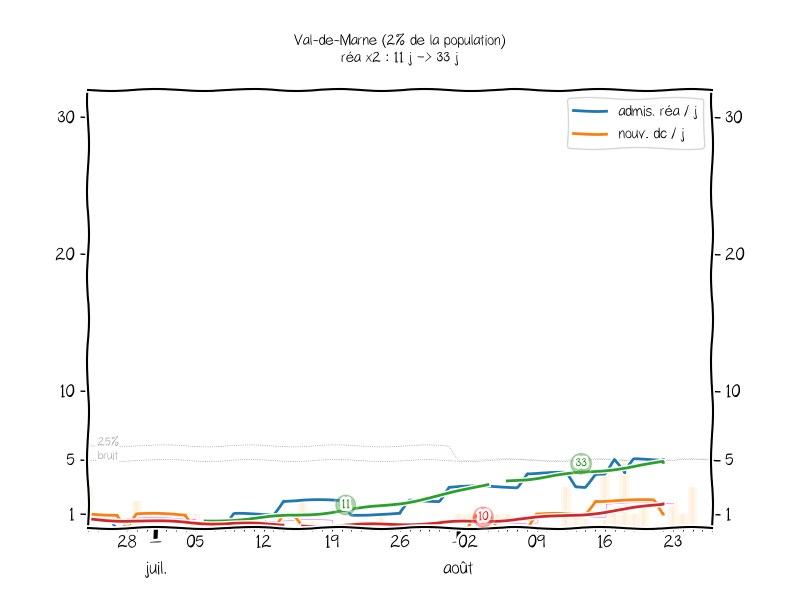 Val-de-Marne (2% de la population)
réa x2 : 11 j -> 33 j
admis. réa / j
nouv. dc / j
30 30
20 20
10 10
25%
bruit
5 5
1 1
33
11
10
28 05 12 19 26 02 09 16 23
juil. août